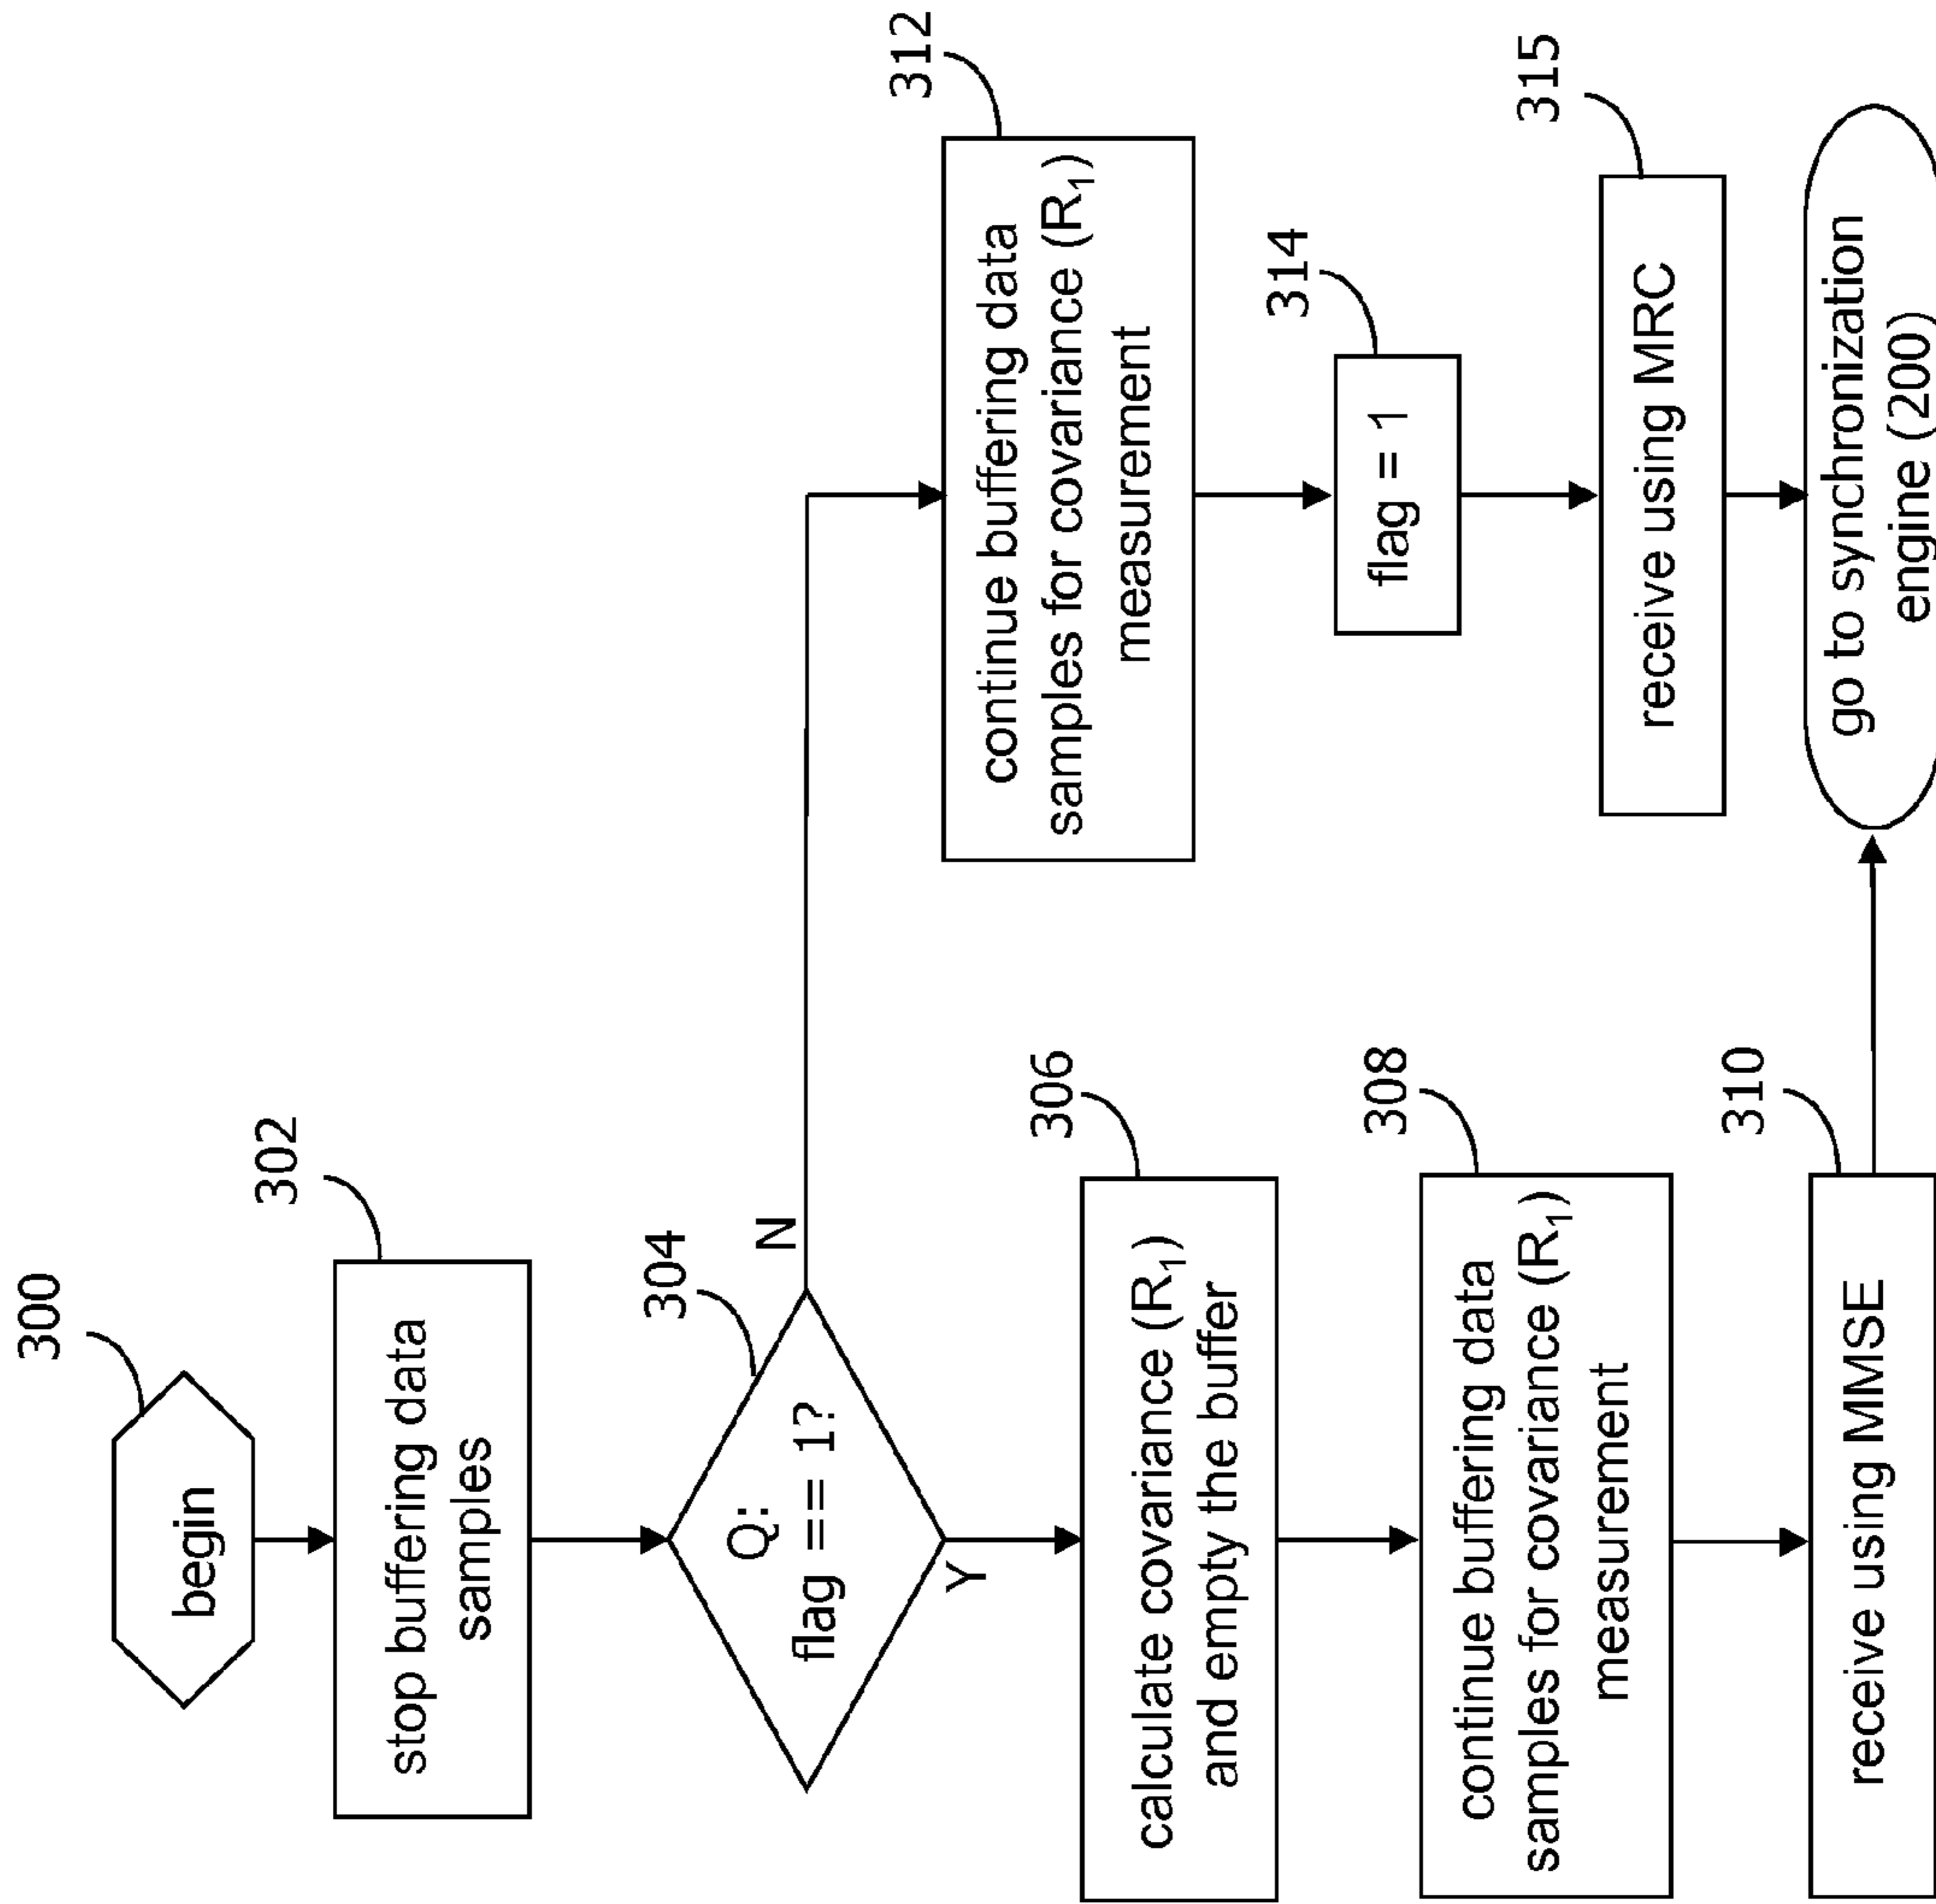 300
begin
302
stop buffering data
samples
304
Q:
flag == 1?
N
Y
306
calculate covariance (R₁)
and empty the buffer
308
continue buffering data
samples for covariance (R₁)
measurement
310
receive using MMSE
312
continue buffering data
samples for covariance (R₁)
measurement
314
flag = 1
315
receive using MRC
go to synchronization
engine (200)